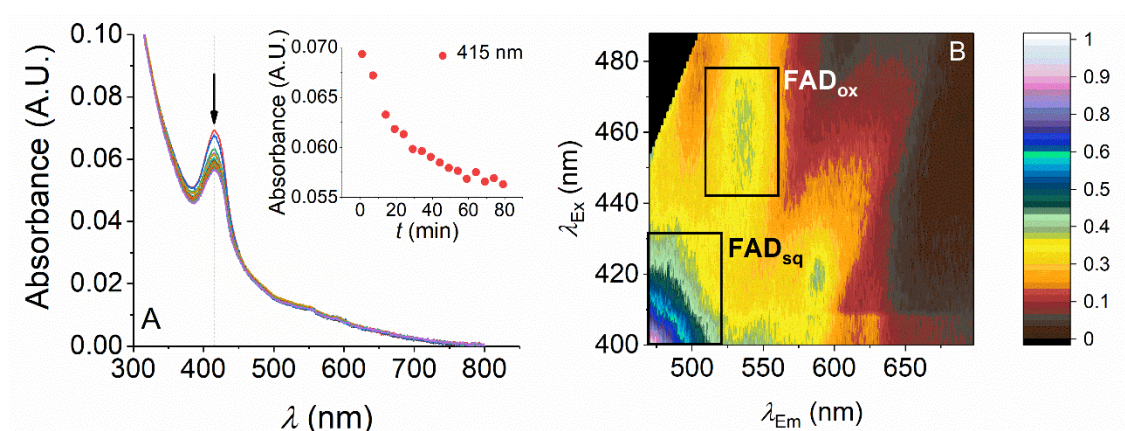 0.10
0.08
0.06
0.04
0.02
0.00
Absorbance (A.U.)
300 400 500 600 700 800
λ (nm)
A
0.070
0.065
0.060
0.055
Absorbance (A.U.)
0 20 40 60 80
t (min)
415 nm
B
480
460
440
420
400
λEx (nm)
500 550 600 650
λEm (nm)
FADox
FADsq
1
0.9
0.8
0.7
0.6
0.5
0.4
0.3
0.2
0.1
0